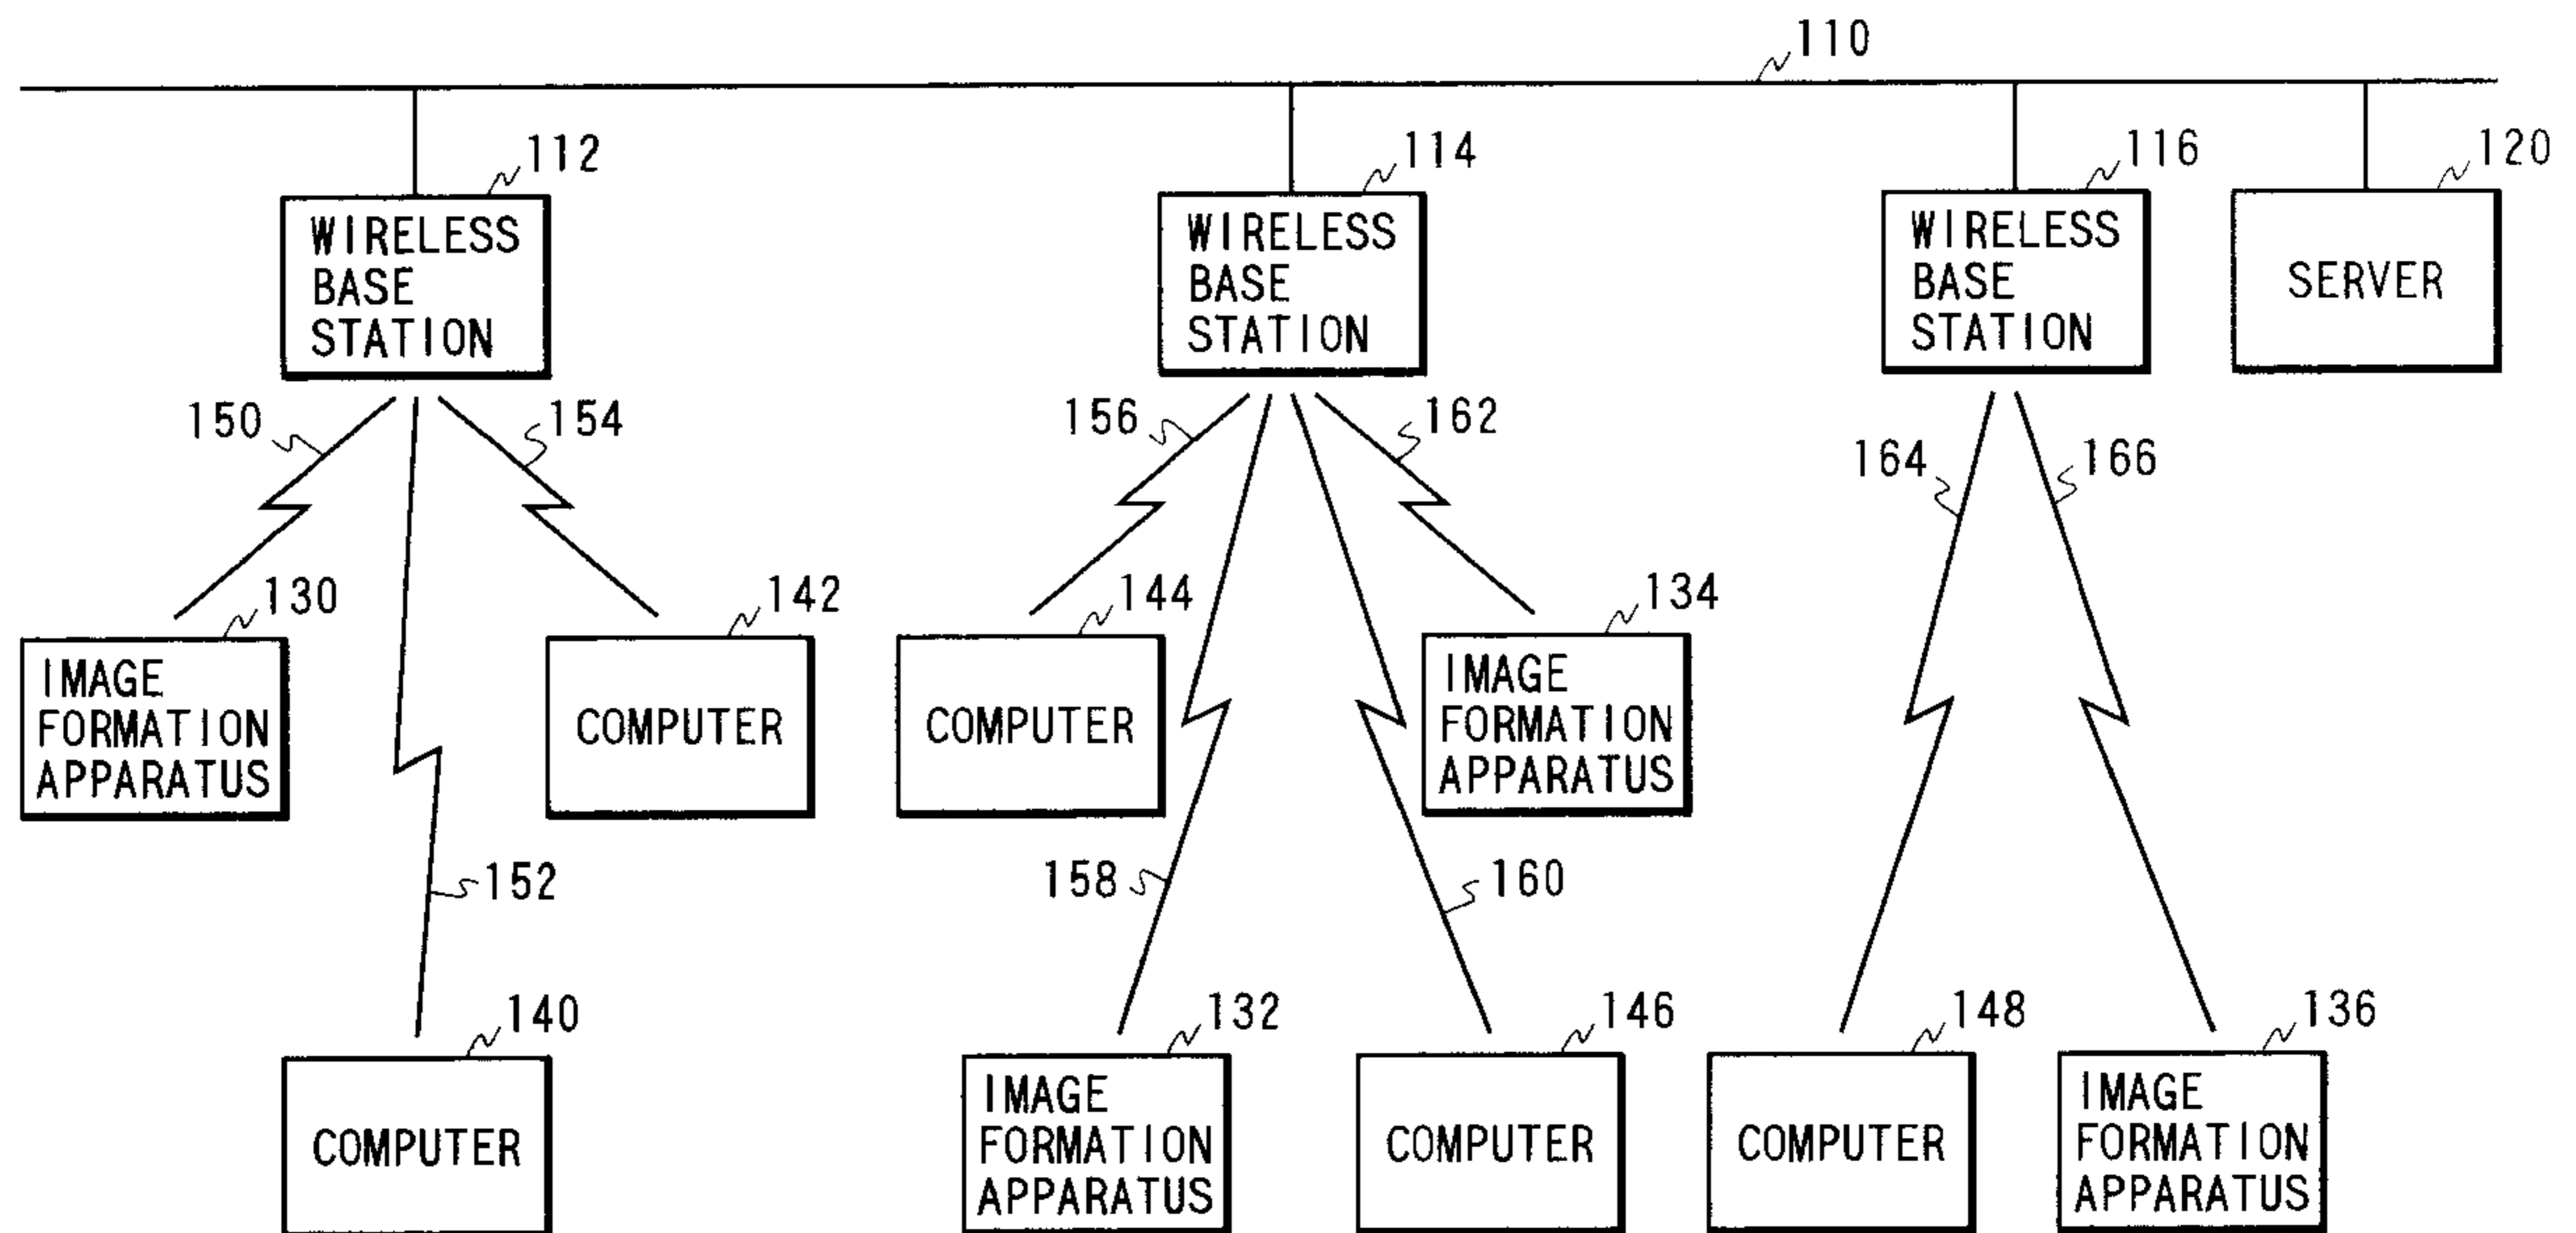 110
112
114
116
120
WIRELESS
BASE
STATION
WIRELESS
BASE
STATION
WIRELESS
BASE
STATION
SERVER
150
154
156
162
164
166
130
142
144
134
IMAGE
FORMATION
APPARATUS
COMPUTER
COMPUTER
IMAGE
FORMATION
APPARATUS
152
158
160
140
132
146
148
136
COMPUTER
IMAGE
FORMATION
APPARATUS
COMPUTER
COMPUTER
IMAGE
FORMATION
APPARATUS